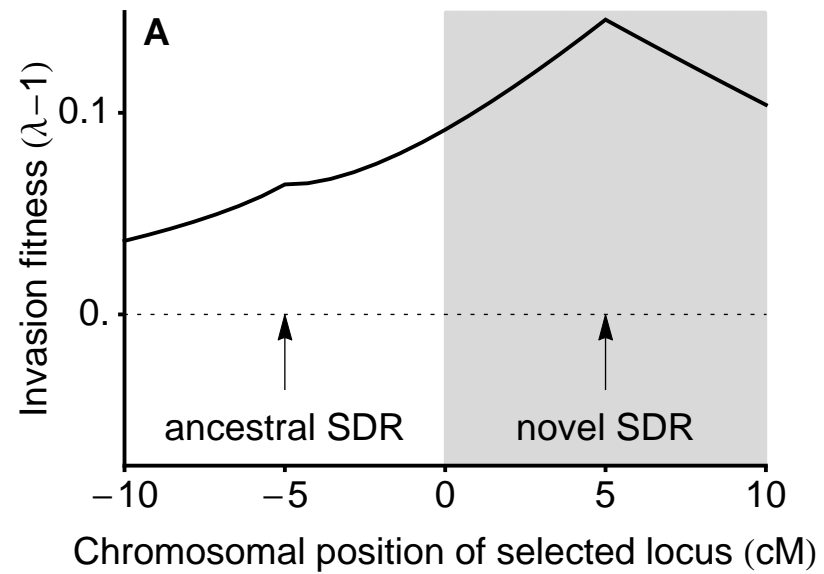 A
Invasion fitness (λ−1)
0.1
0.
ancestral SDR
novel SDR
−10
−5
0
5
10
Chromosomal position of selected locus (cM)